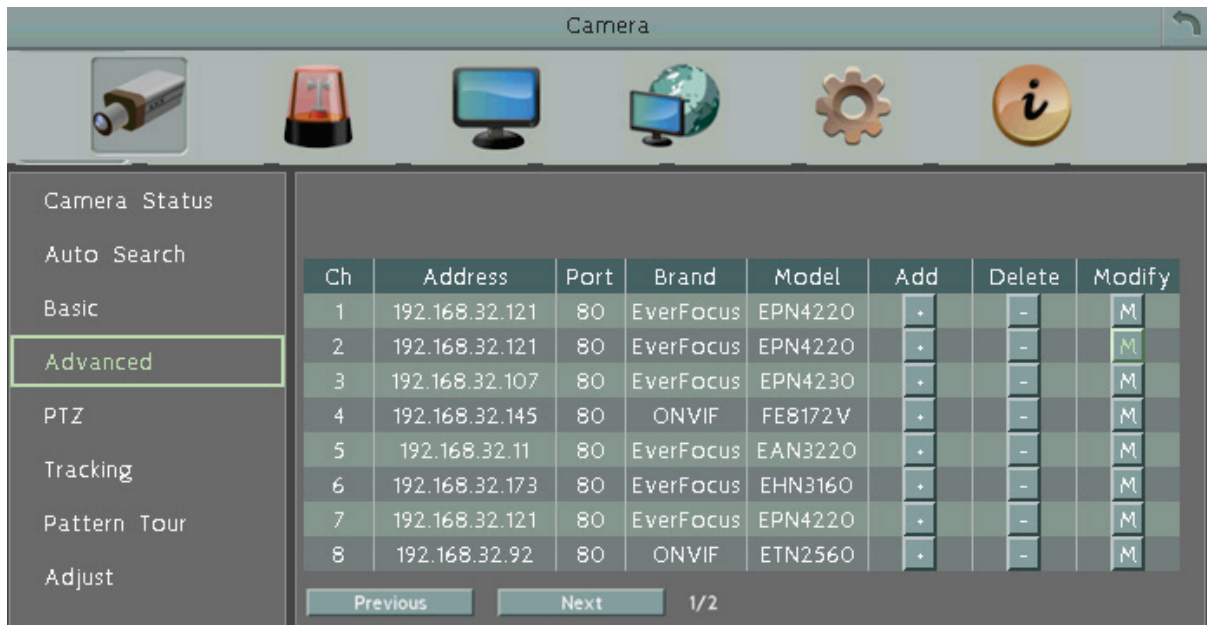 Camera
Camera Status
Auto Search
Basic
Advanced
PTZ
Tracking
Pattern Tour
Adjust
Ch Address Port Brand Model Add Delete Modify
1 192.168.32.121 80 EverFocus EPN4220 + - M
2 192.168.32.121 80 EverFocus EPN4220 + - M
3 192.168.32.107 80 EverFocus EPN4230 + - M
4 192.168.32.145 80 ONVIF FE8172V + - M
5 192.168.32.11 80 EverFocus EAN3220 + - M
6 192.168.32.173 80 EverFocus EHN3160 + - M
7 192.168.32.121 80 EverFocus EPN4220 + - M
8 192.168.32.92 80 ONVIF ETN2560 + - M
Previous Next 1/2